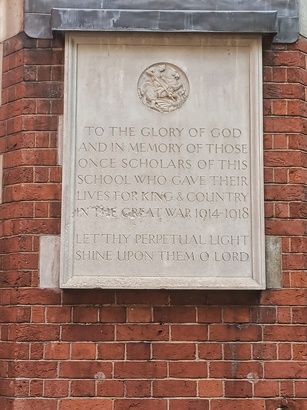 TO THE GLORY OF GOD
AND IN MEMORY OF THOSE
ONCE SCHOLARS OF THIS
SCHOOL WHO GAVE THEIR
LIVES FOR KING & COUNTRY
IN THE GREAT WAR 1914-1918
LET THY PERPETUAL LIGHT
SHINE UPON THEM O LORD